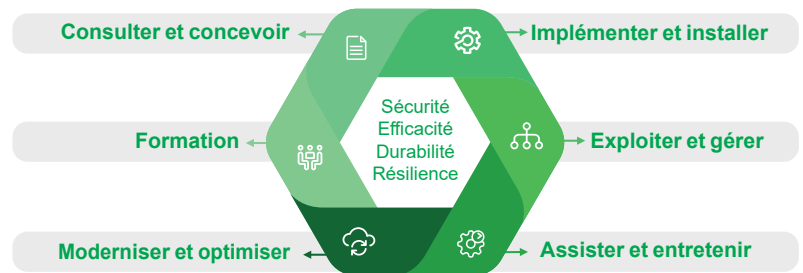 Consulter et concevoir
Implémenter et installer
Sécurité
Efficacité
Durabilité
Résilience
Formation
Exploiter et gérer
Moderniser et optimiser
Assister et entretenir